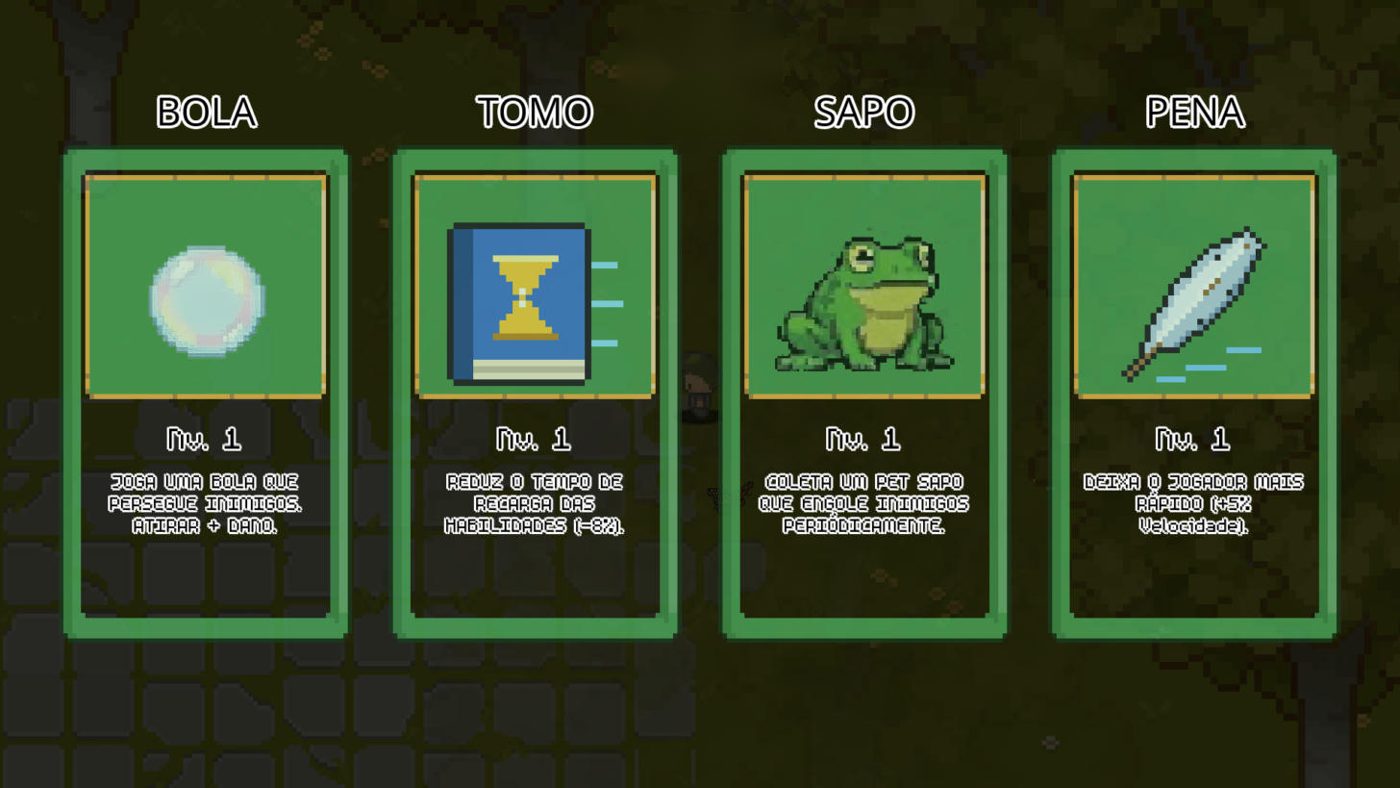 BOLA
TOMO
SAPO
PENA
Nv. 1
JOGA UMA BOLA QUE
PERSEGUE INIMIGOS.
ATIRAR + DANO.
Nv. 1
REDUZ O TEMPO DE
RECARGA DAS
HABILIDADES (-8%).
Nv. 1
COLETA UM PET SAPO
QUE ENGOLE INIMIGOS
PERIÓDICAMENTE.
Nv. 1
DEIXA O JOGADOR MAIS
RÁPIDO (+5%
Velocidade).